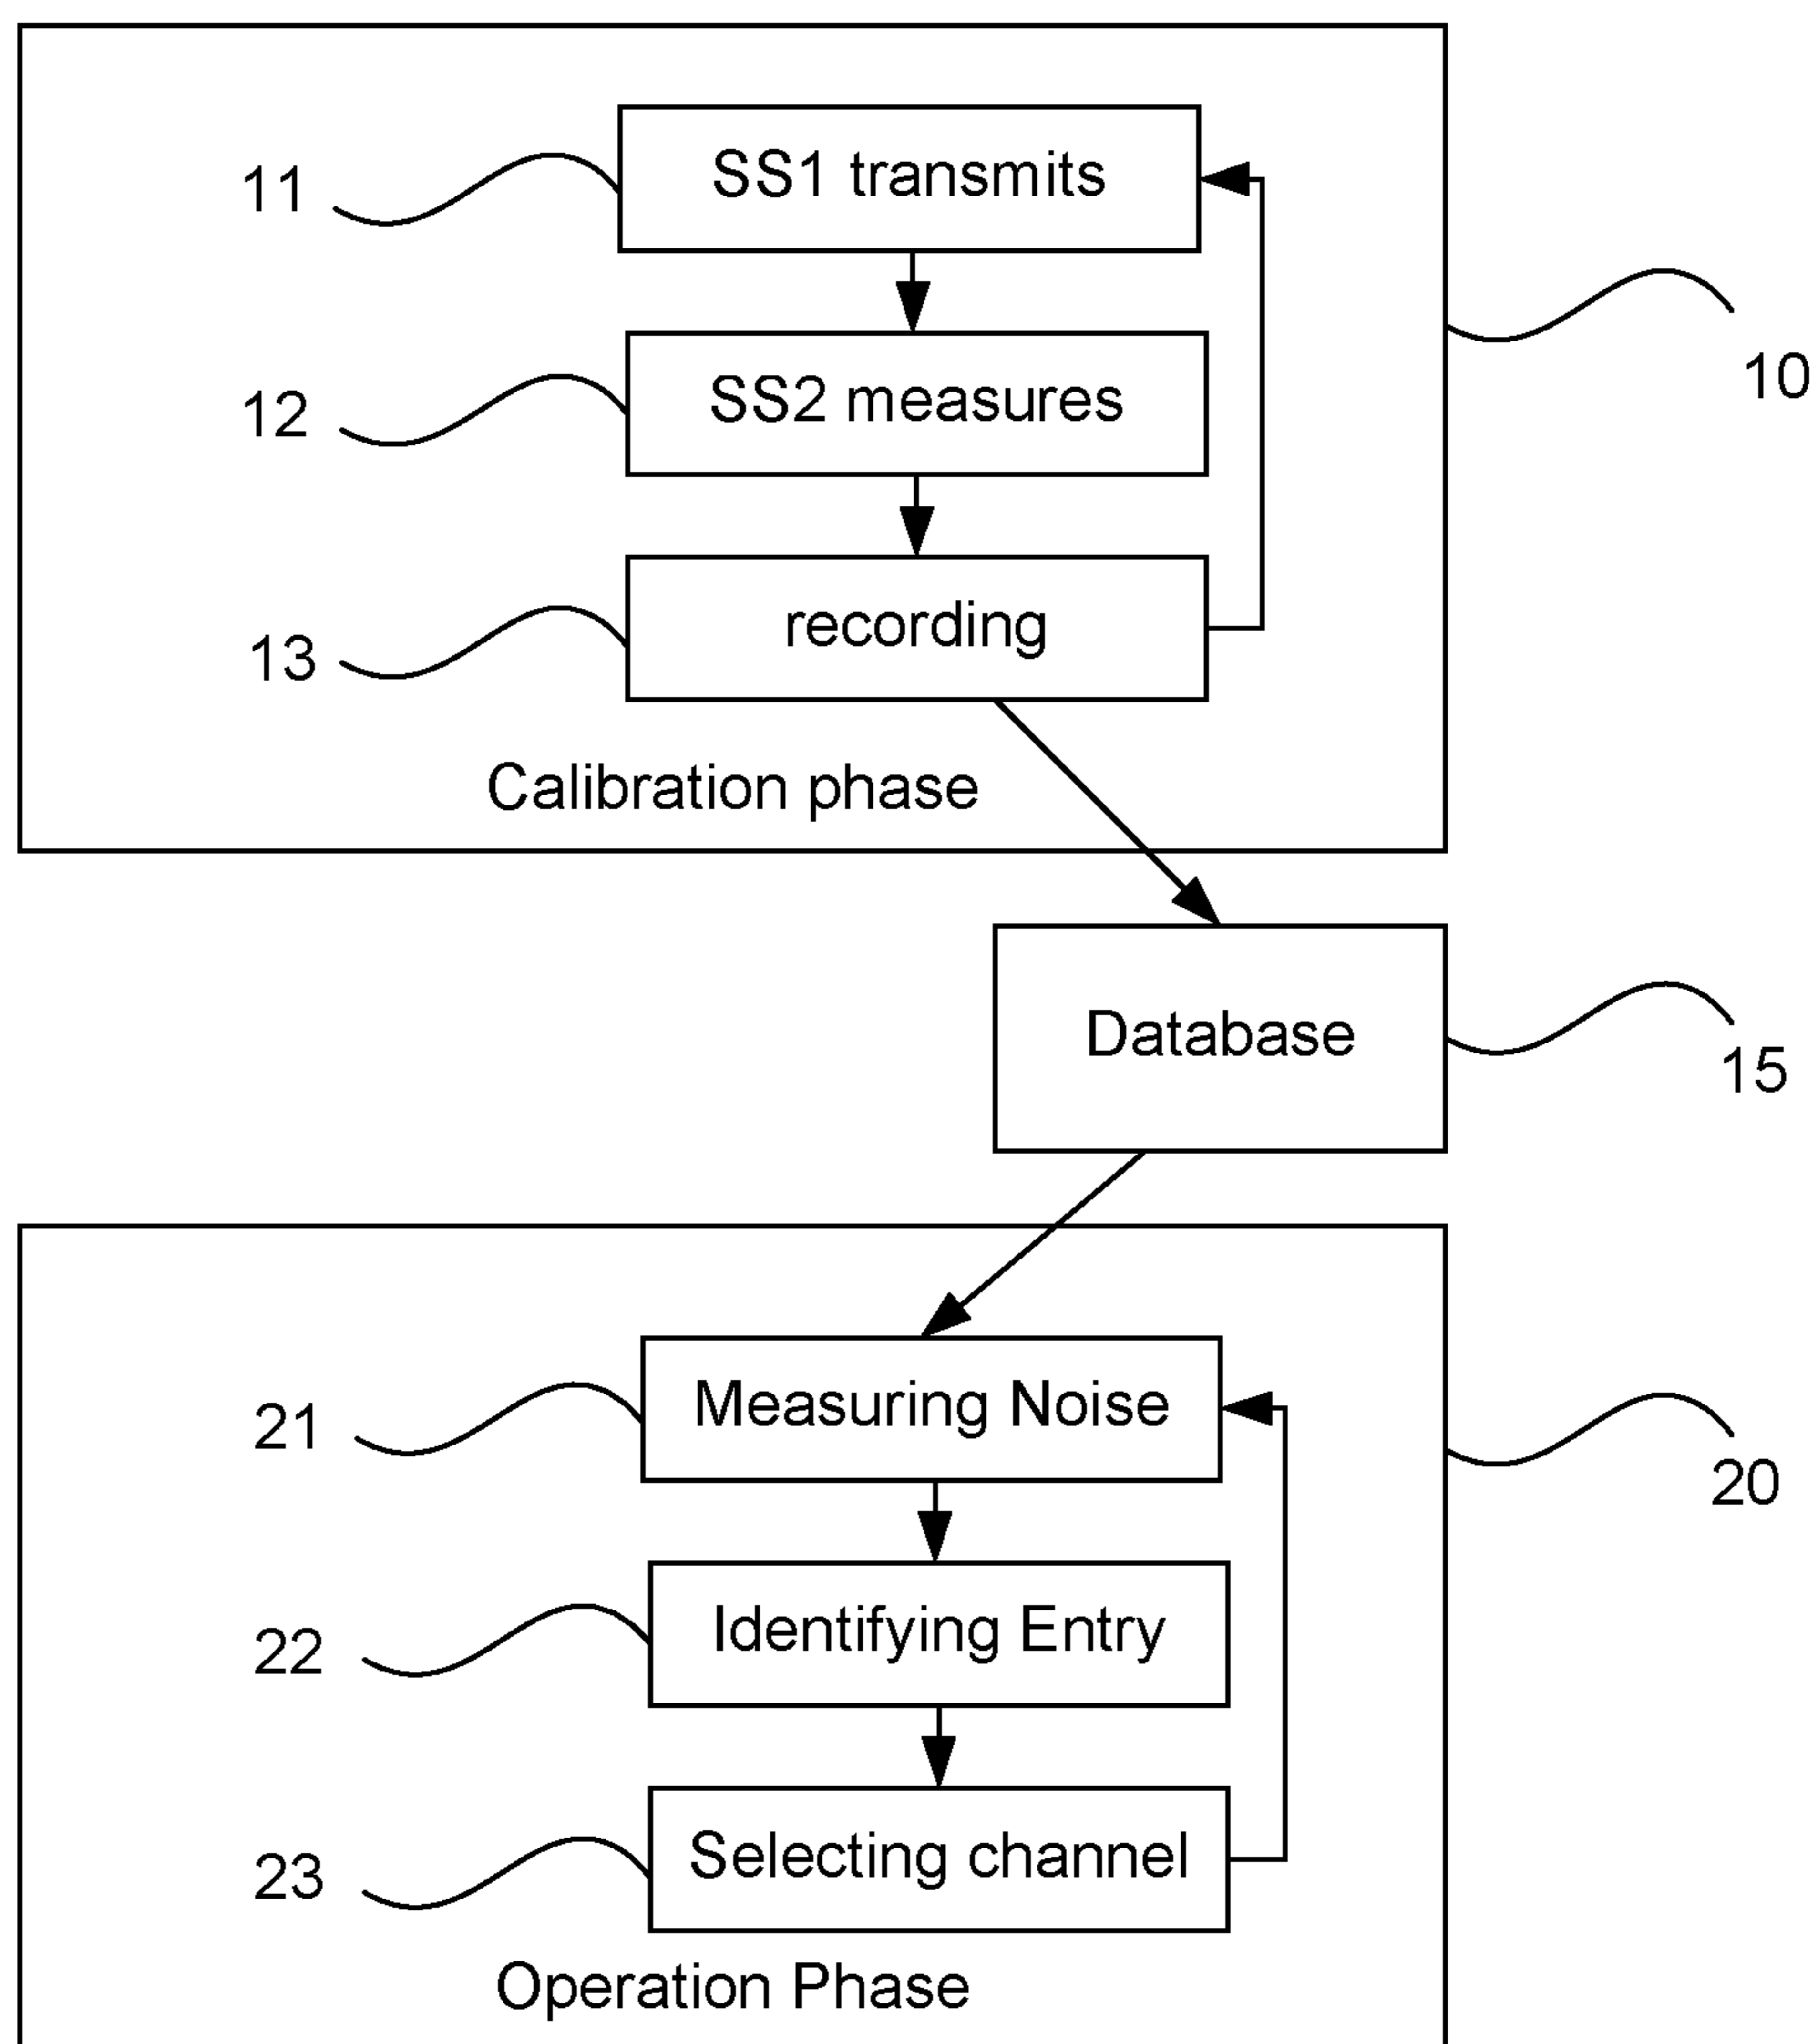 SS1 transmits
11
SS2 measures
10
12
recording
13
Calibration phase
Database
15
Measuring Noise
21
20
Identifying Entry
22
Selecting channel
23
Operation Phase